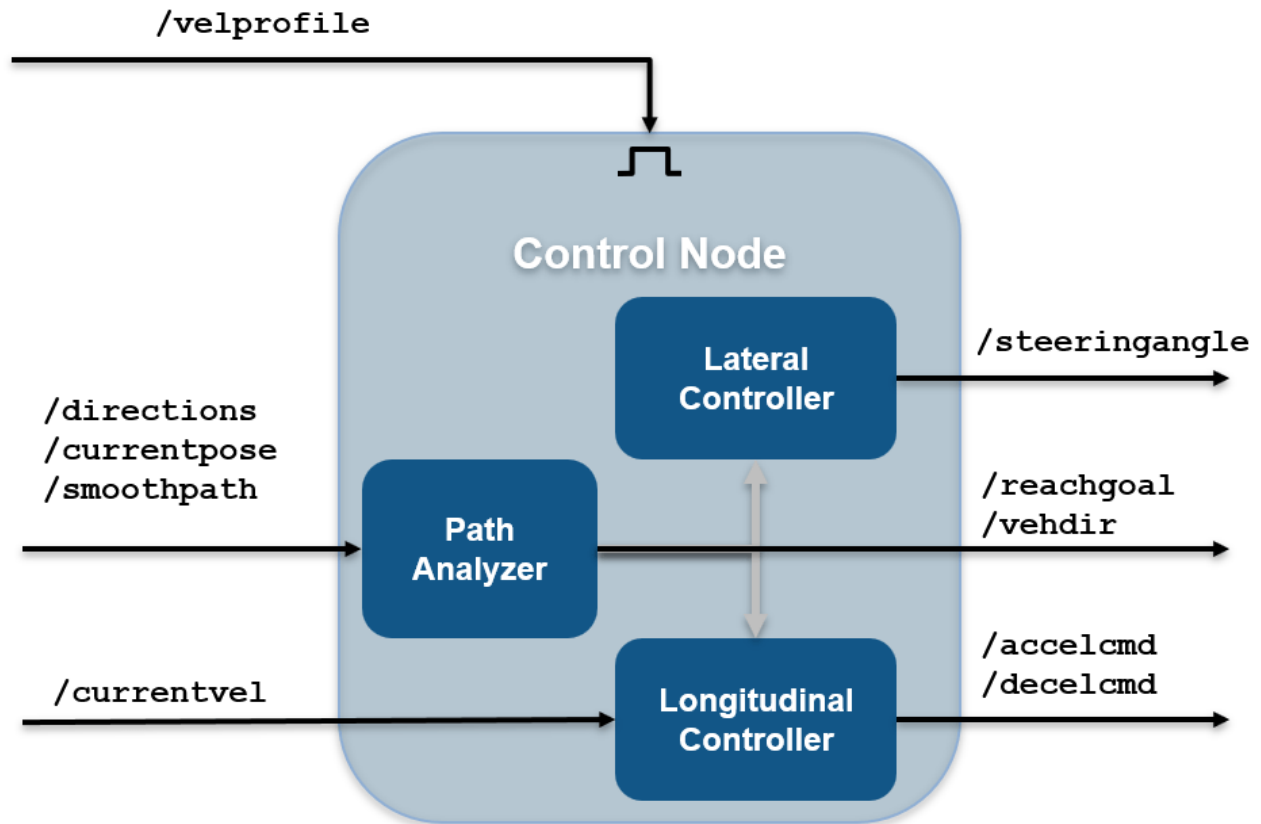 /velprofile
Control Node
Lateral
Controller
/steeringangle
/directions
/currentpose
/smoothpath
Path
Analyzer
/reachgoal
/vehdir
/currentvel
Longitudinal
Controller
/accelcmd
/decelcmd